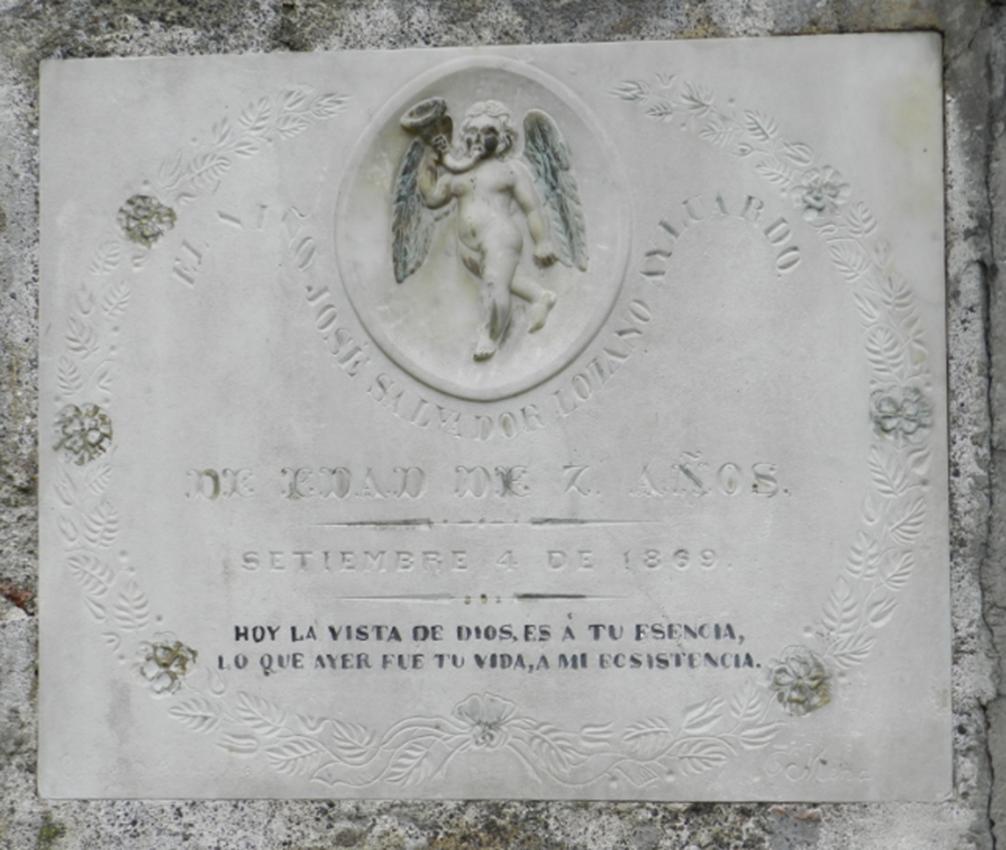 EL NIÑO JOSÉ SALVADOR LOZANO AYLUARDO
DE EDAD DE 7. AÑOS.
SETIEMBRE 4 DE 1869.
HOY LA VISTA DE DIOS, ES Á TU ESENCIA,
LO QUE AYER FUE TU VIDA, A MI ECSISTENCIA.